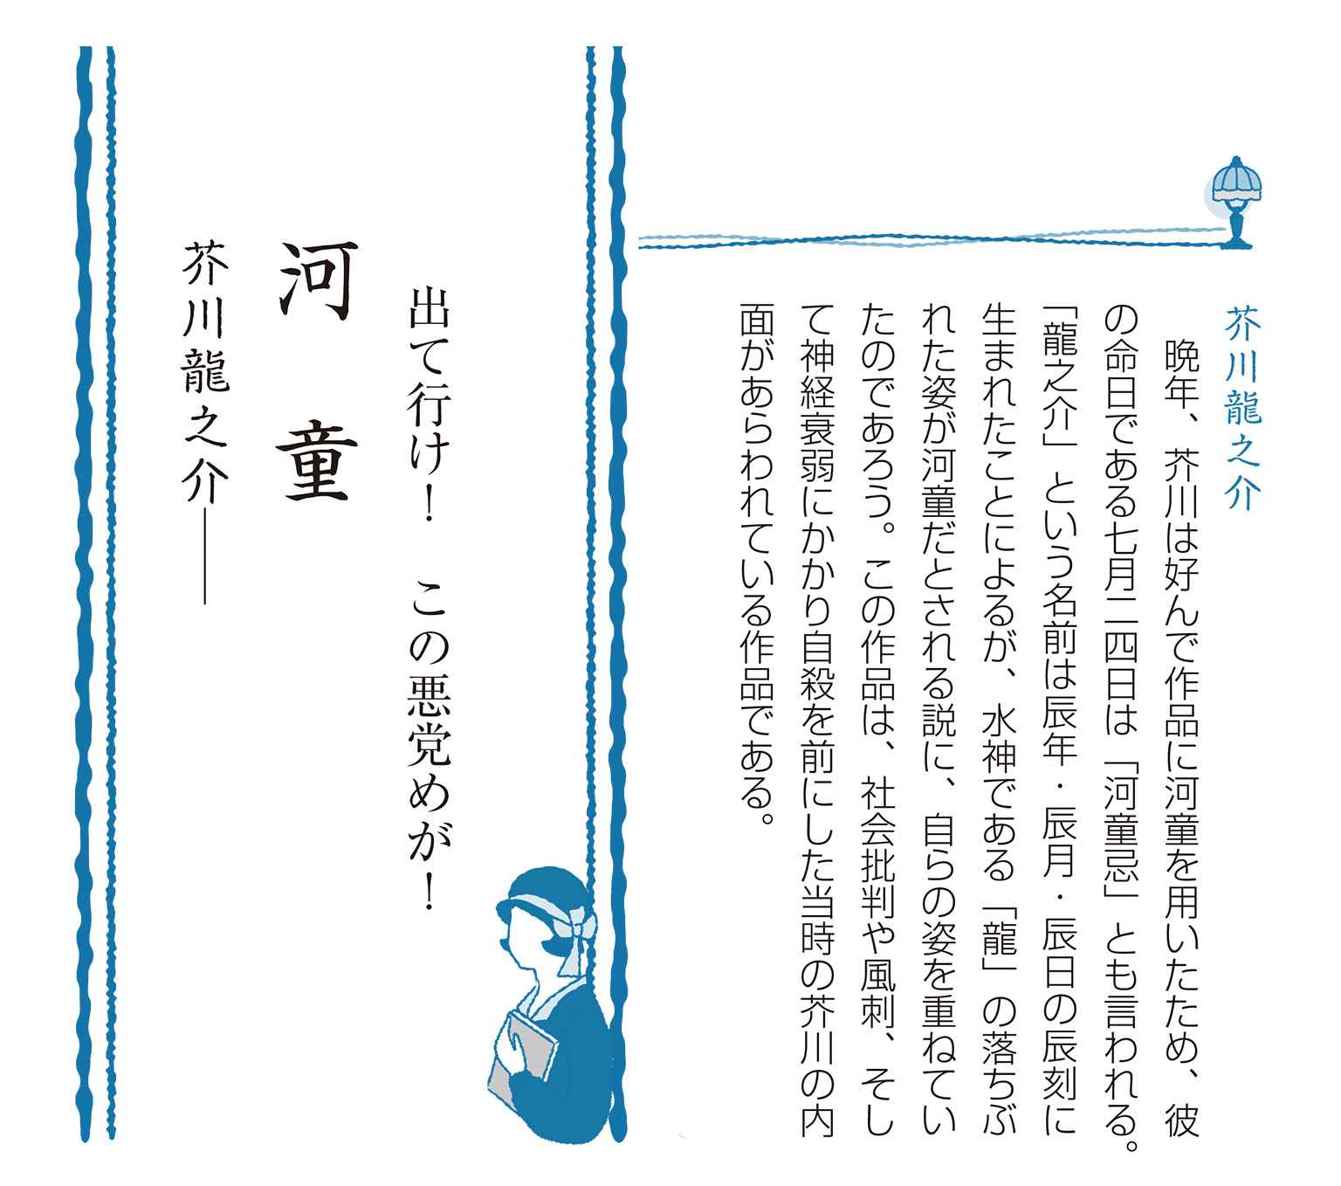 芥川龍之介
晩年、芥川は好んで作品に河童を用いたため、彼
の命日である七月二四日は「河童忌」とも言われる。
「龍之介」という名前は辰年・辰月・辰日の辰刻に
生まれたことによるが、水神である「龍」の落ちぶ
れた姿が河童だとされる説に、自らの姿を重ねてい
たのであろう。この作品は、社会批判や風刺、そし
て神経衰弱にかかり自殺を前にした当時の芥川の内
面があらわれている作品である。
出て行け！　この悪党めが！
河童
芥川龍之介――